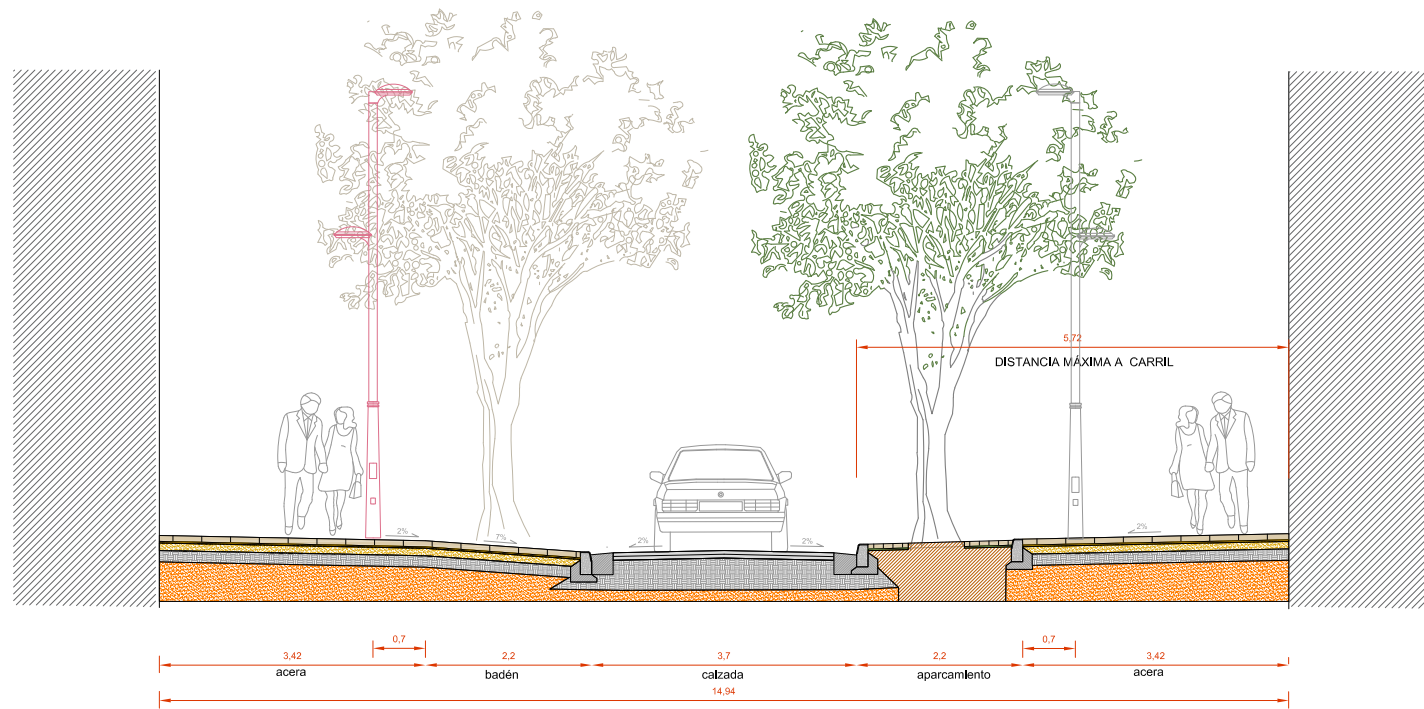 5,72
DISTANCIA MÁXIMA A CARRIL
2%
7%
2%
2%
2%
0,7
0,7
3,42
2,2
3,7
2,2
3,42
acera
badén
calzada
aparcamiento
acera
14,94